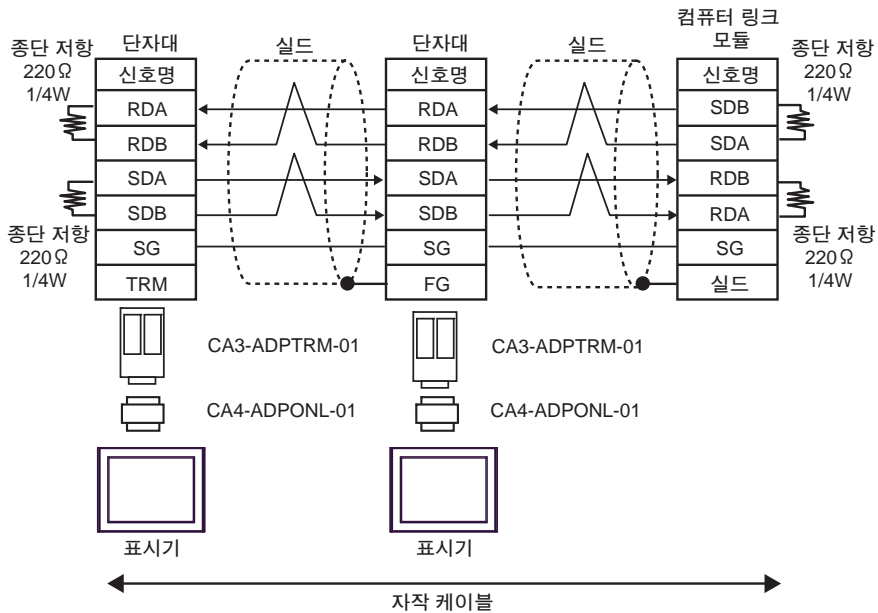 컴퓨터 링크
모듈
종단 저항
220Ω
1/4W
단자대
실드
단자대
실드
종단 저항
220Ω
1/4W
신호명
신호명
신호명
RDA
RDA
SDB
RDB
RDB
SDA
SDA
SDA
RDB
SDB
SDB
RDA
종단 저항
220Ω
1/4W
SG
SG
SG
종단 저항
220Ω
1/4W
TRM
FG
실드
CA3-ADPTRM-01
CA3-ADPTRM-01
CA4-ADPONL-01
CA4-ADPONL-01
표시기
표시기
자작 케이블